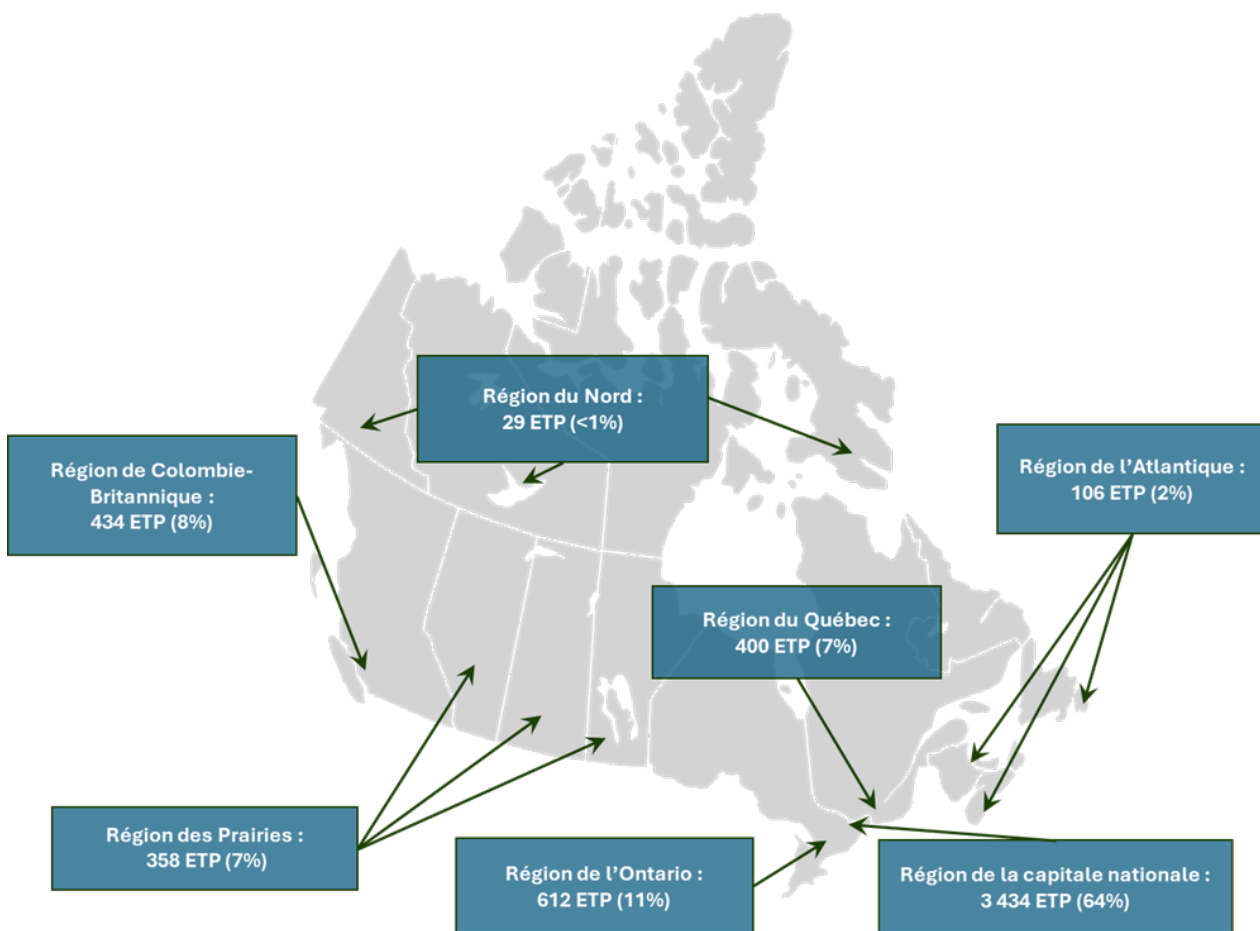 Région du Nord :
29 ETP (<1%)
Région de Colombie-
Britannique :
434 ETP (8%)
Région de l’Atlantique :
106 ETP (2%)
Région du Québec :
400 ETP (7%)
Région des Prairies :
358 ETP (7%)
Région de l’Ontario :
612 ETP (11%)
Région de la capitale nationale :
3 434 ETP (64%)